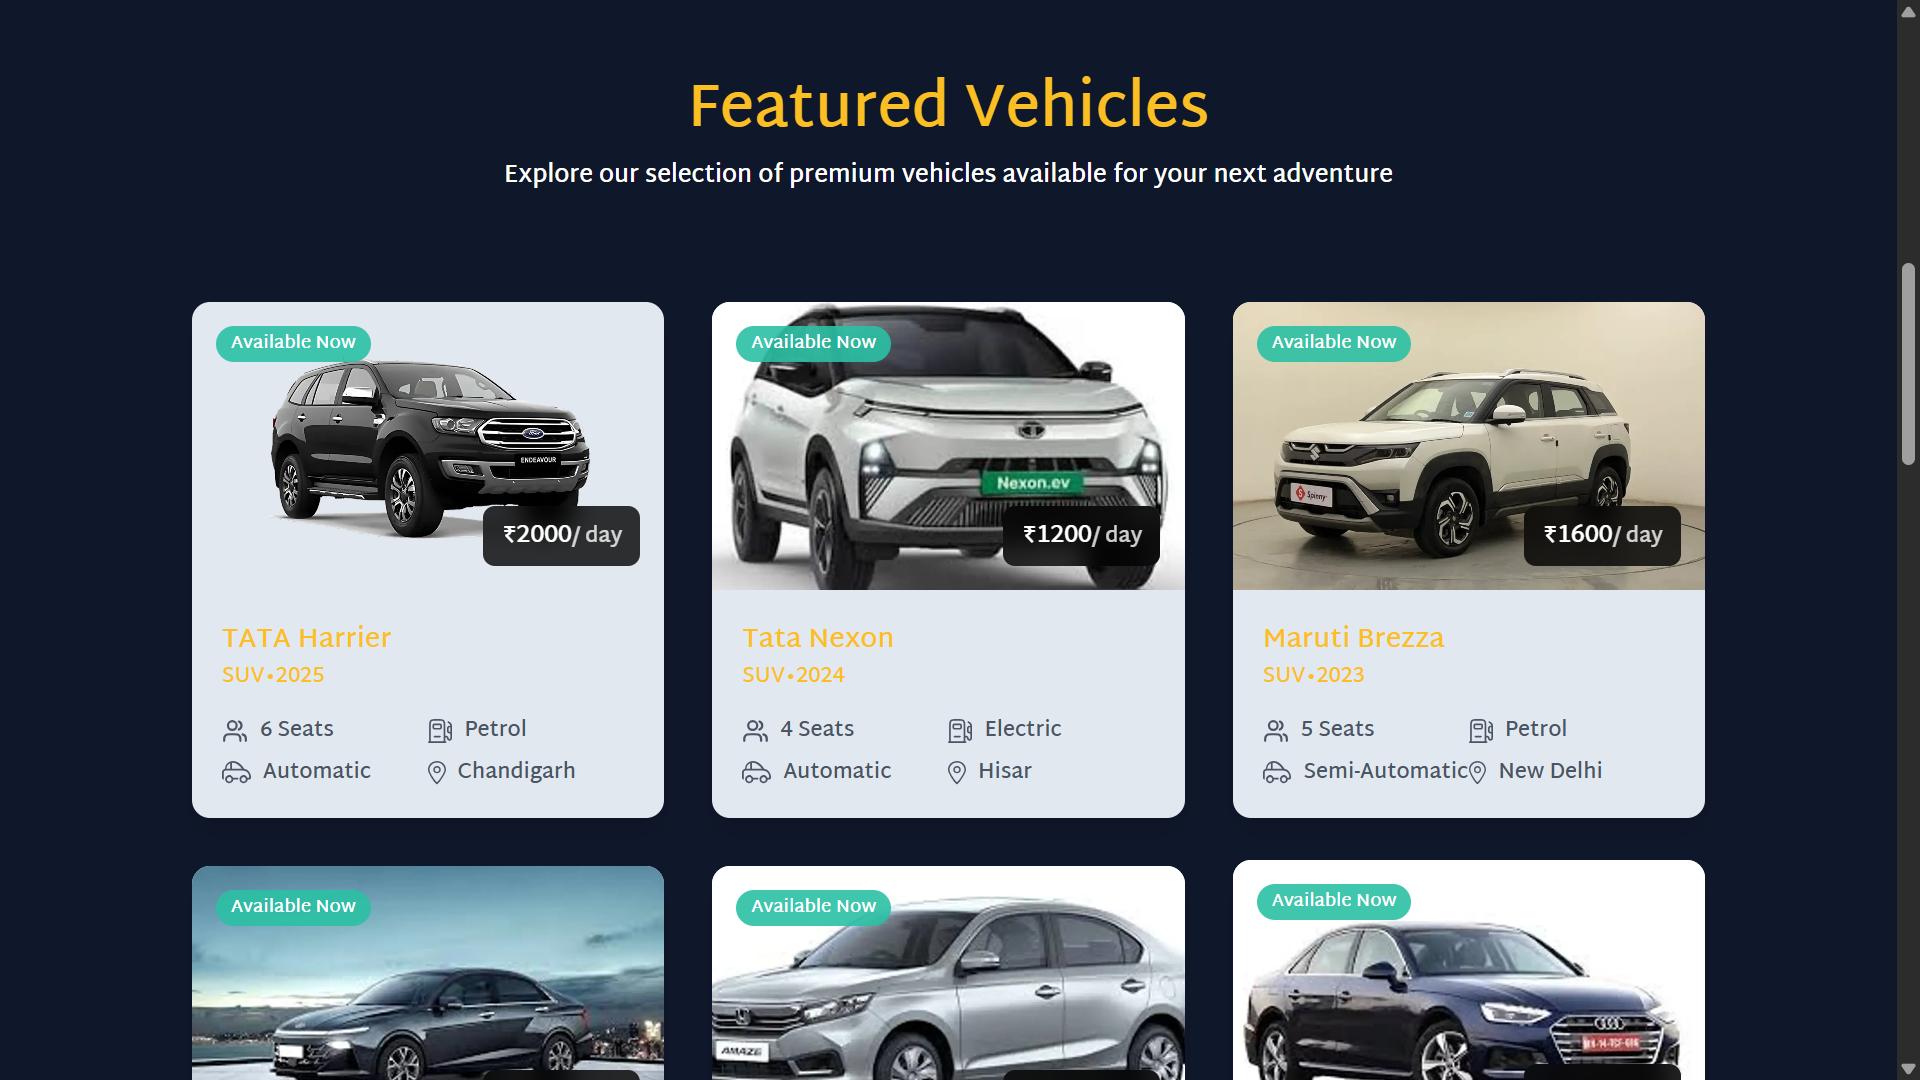 Featured Vehicles
Explore our selection of premium vehicles available for your next adventure
Available Now
ENDEAVOUR
₹2000/ day
TATA Harrier
SUV•2025
6 Seats
Petrol
Automatic
Chandigarh
Available Now
Nexon.ev
₹1200/ day
Tata Nexon
SUV•2024
4 Seats
Electric
Automatic
Hisar
Available Now
Spinny
₹1600/ day
Maruti Brezza
SUV•2023
5 Seats
Petrol
Semi-Automatic
New Delhi
Available Now
Available Now
AMAZE
Available Now